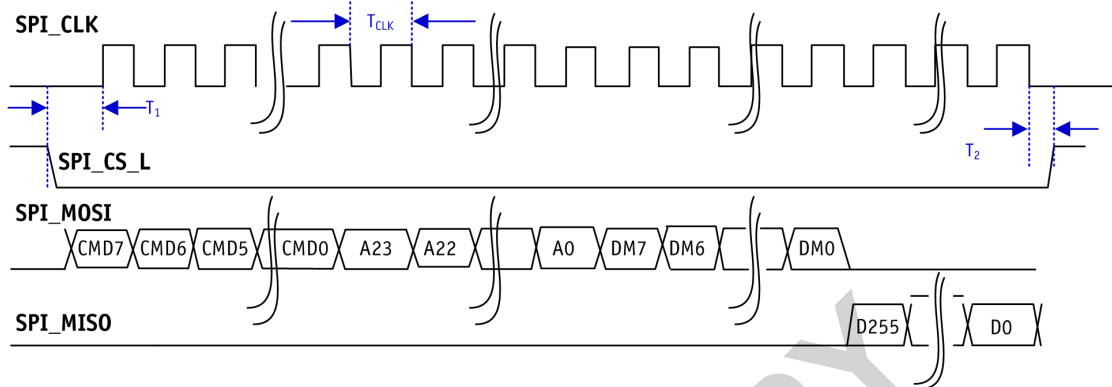 SPI_CLK
T_CLK
T_1
T_2
SPI_CS_L
SPI_MOSI
CMD7 CMD6 CMD5 CMD0 A23 A22 A0 DM7 DM6 DM0
SPI_MISO
D255 D0